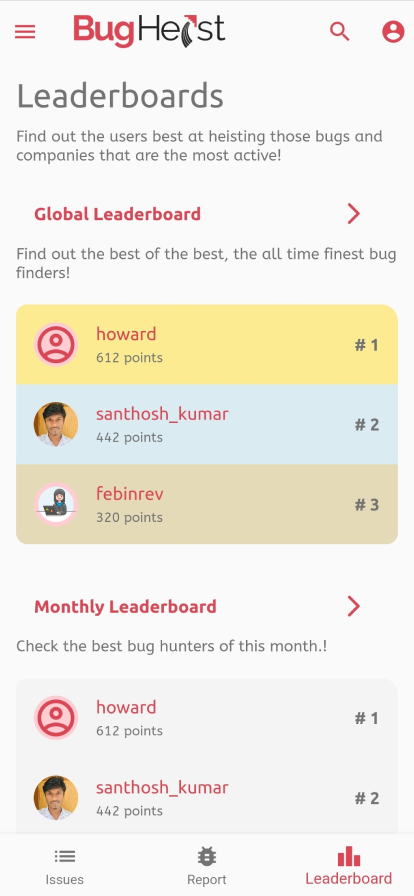 BugHeist
Leaderboards
Find out the users best at heisting those bugs and
companies that are the most active!
Global Leaderboard
Find out the best of the best, the all time finest bug
finders!
howard
612 points
# 1
santhosh_kumar
442 points
# 2
febinrev
320 points
# 3
Monthly Leaderboard
Check the best bug hunters of this month.!
howard
612 points
# 1
santhosh_kumar
442 points
# 2
Issues
Report
Leaderboard